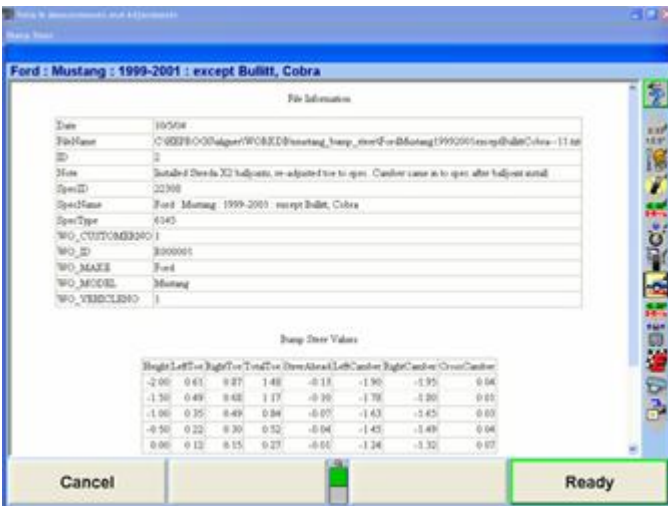 Bump Steer
Ford : Mustang : 1999-2001 : except Bullitt, Cobra
File Information
Date 10/5/06
FileName
ID 2
Note Installed Steeda X2 balljoints, re-adjusted toe to spec. Camber came in to spec after balljoint install
SpecID 22308
SpecName Ford : Mustang : 1999-2001 : except Bullitt, Cobra
SpecType 6145
WO_CUSTOMERNO 1
WO_ID R000001
WO_MAKE Ford
WO_MODEL Mustang
WO_VEHICLENO 1
Bump Steer Values
Height LeftToe RightToe TotalToe SteerAhead LeftCamber RightCamber CrossCamber
-2.00 0.61 0.87 1.48 -0.13 -1.90 -1.95 0.04
-1.50 0.49 0.68 1.17 -0.10 -1.78 -1.80
-1.00 0.35 0.49 0.84 -0.07 -1.63 -1.65 0.03
-0.50 0.22 0.30 0.52 -0.04 -1.45 -1.49 0.04
0.00 0.12 0.15 0.27 -0.01 -1.24 -1.32 0.07
Cancel
Ready